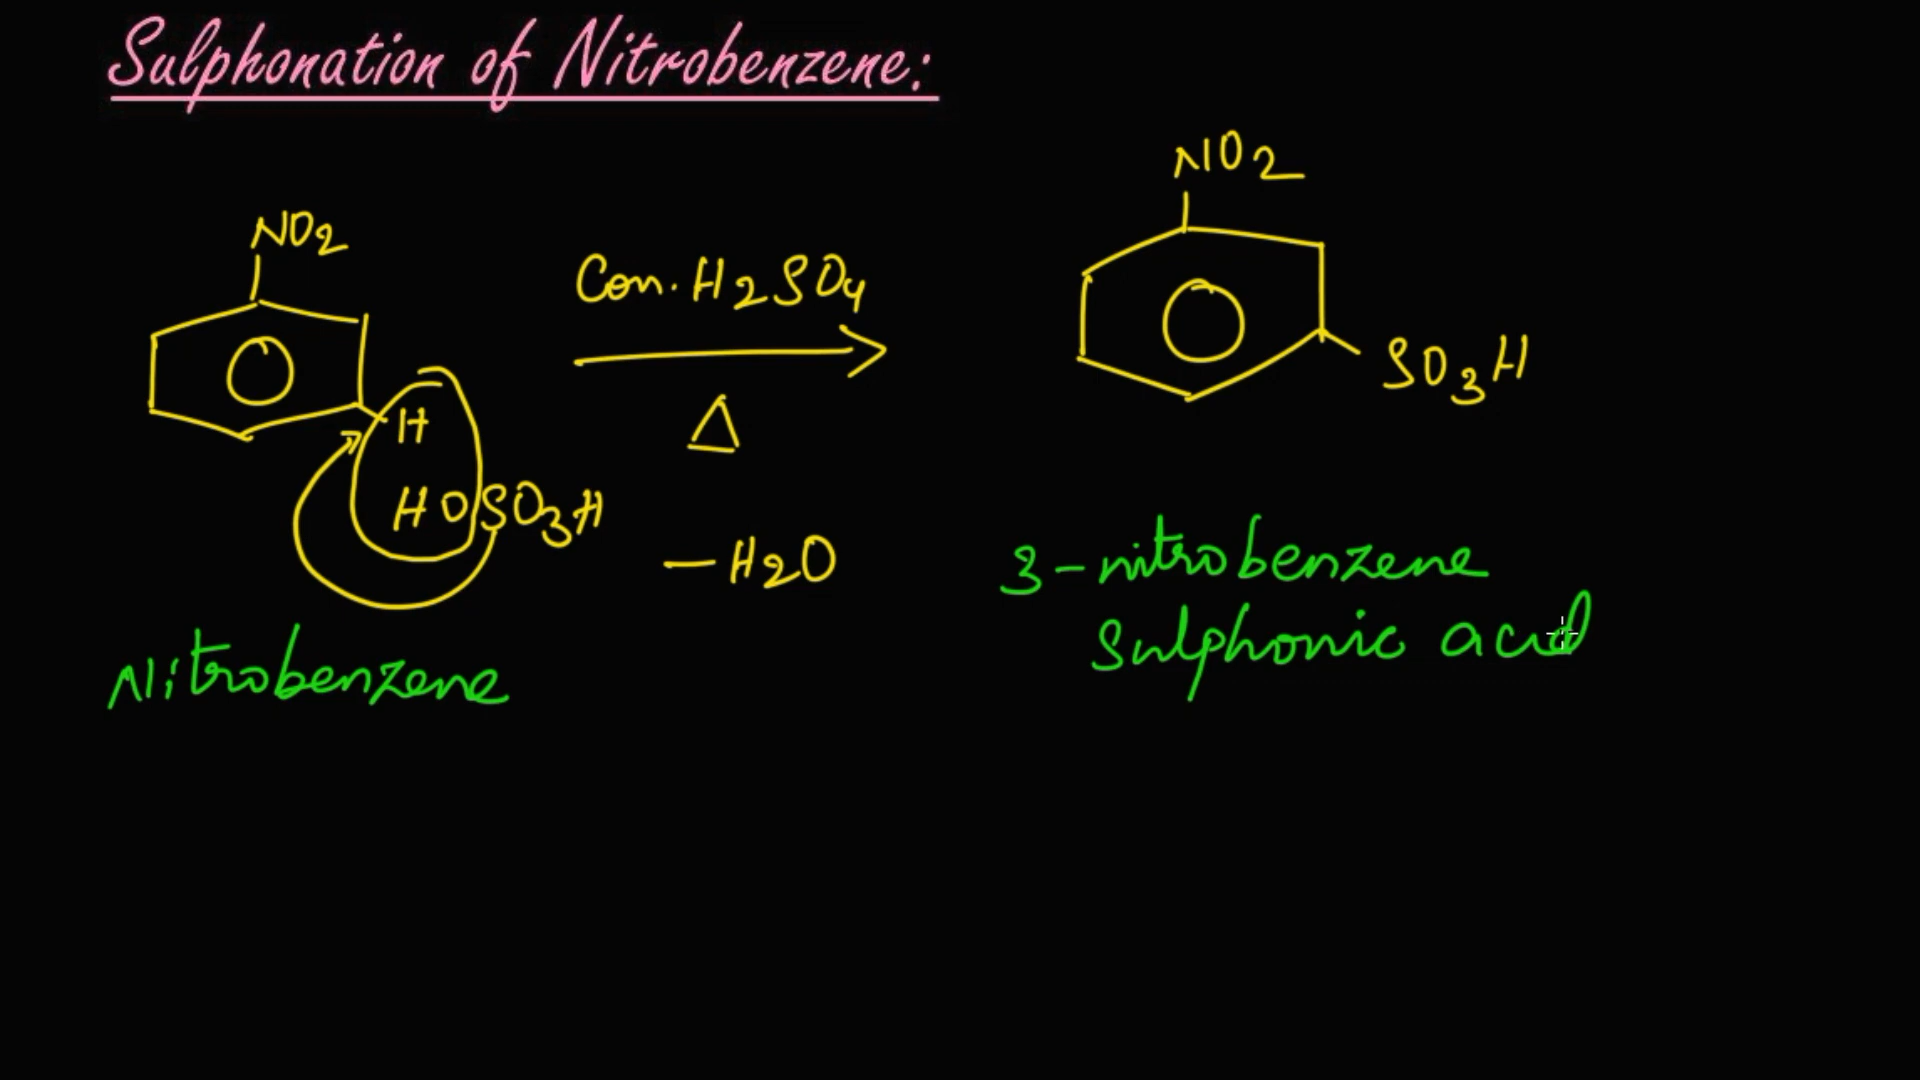 Sulphonation of Nitrobenzene:
NO2
Con. H2SO4
Δ
H
HOSO3H
-H2O
Nitrobenzene
NO2
SO3H
3-nitrobenzene
Sulphonic acid